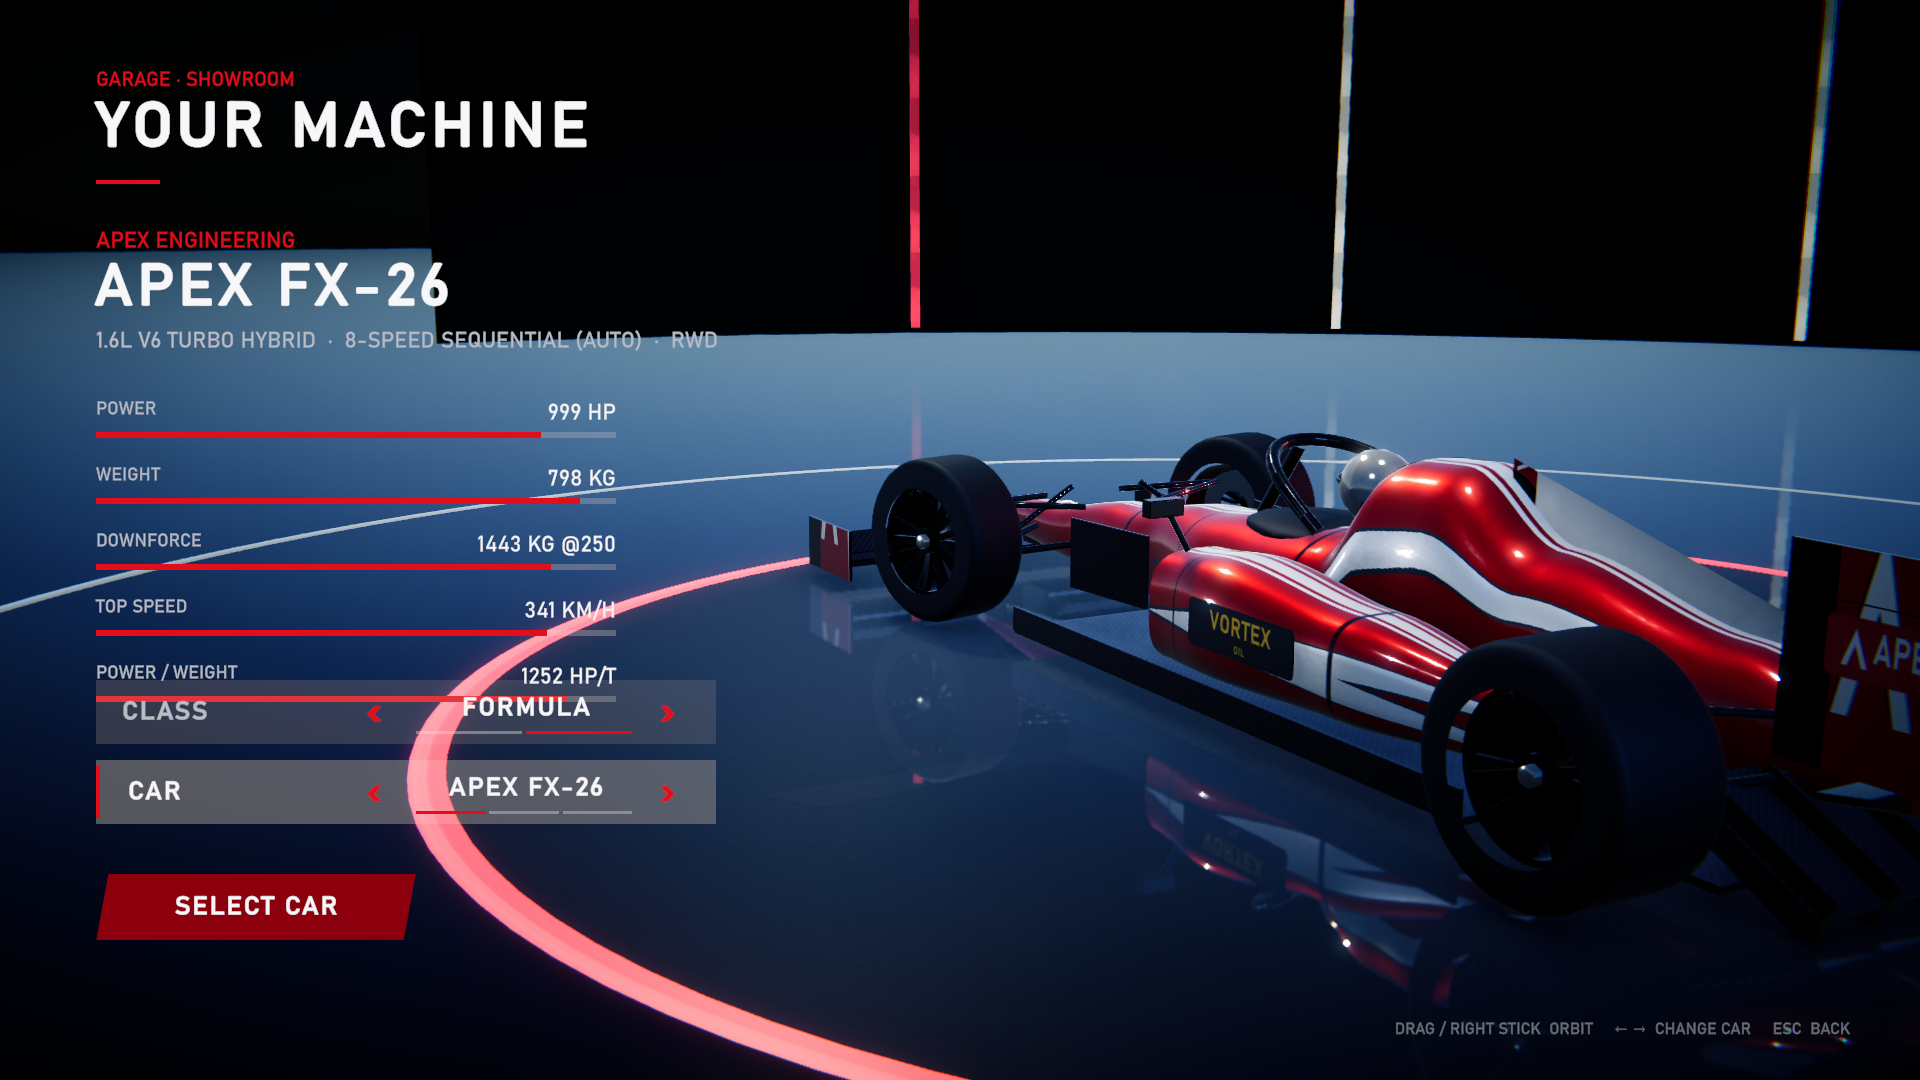 GARAGE · SHOWROOM
YOUR MACHINE
APEX ENGINEERING
APEX FX-26
1.6L V6 TURBO HYBRID · 8-SPEED SEQUENTIAL (AUTO) · RWD
POWER 999 HP
WEIGHT 798 KG
DOWNFORCE 1443 KG @250
TOP SPEED 341 KM/H
POWER / WEIGHT 1252 HP/T
CLASS ‹ FORMULA ›
CAR ‹ APEX FX-26 ›
SELECT CAR
VORTEX
OIL
APE
DRAG / RIGHT STICK ORBIT ← → CHANGE CAR ESC BACK